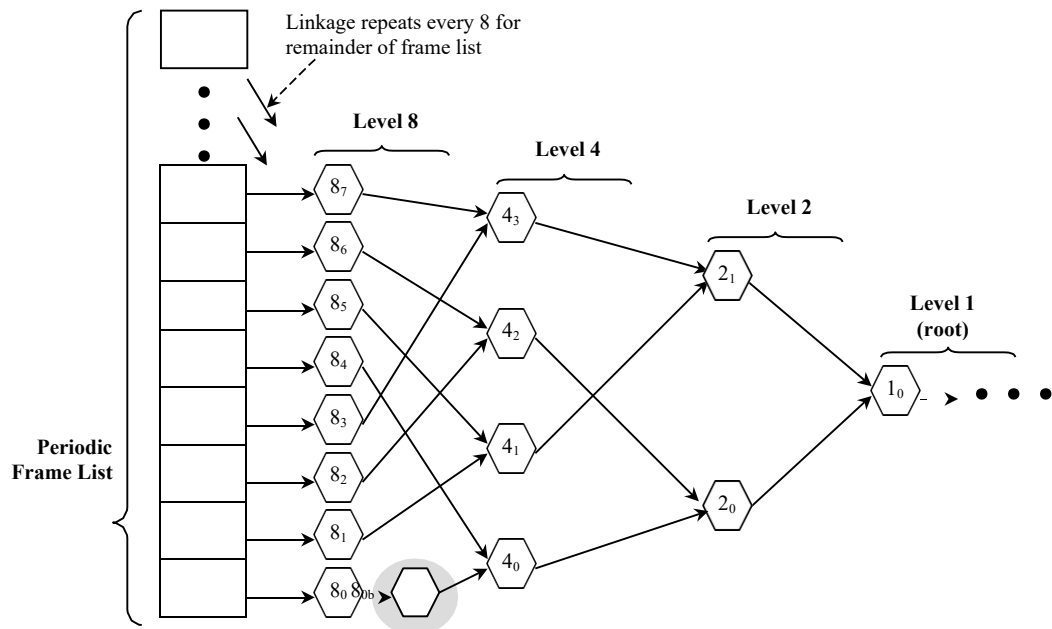 Linkage repeats every 8 for
remainder of frame list
Level 8
Level 4
Level 2
Level 1
(root)
Periodic
Frame List
8₇
8₆
8₅
8₄
8₃
8₂
8₁
8₀ 8₀b
4₃
4₂
4₁
4₀
2₁
2₀
1₀